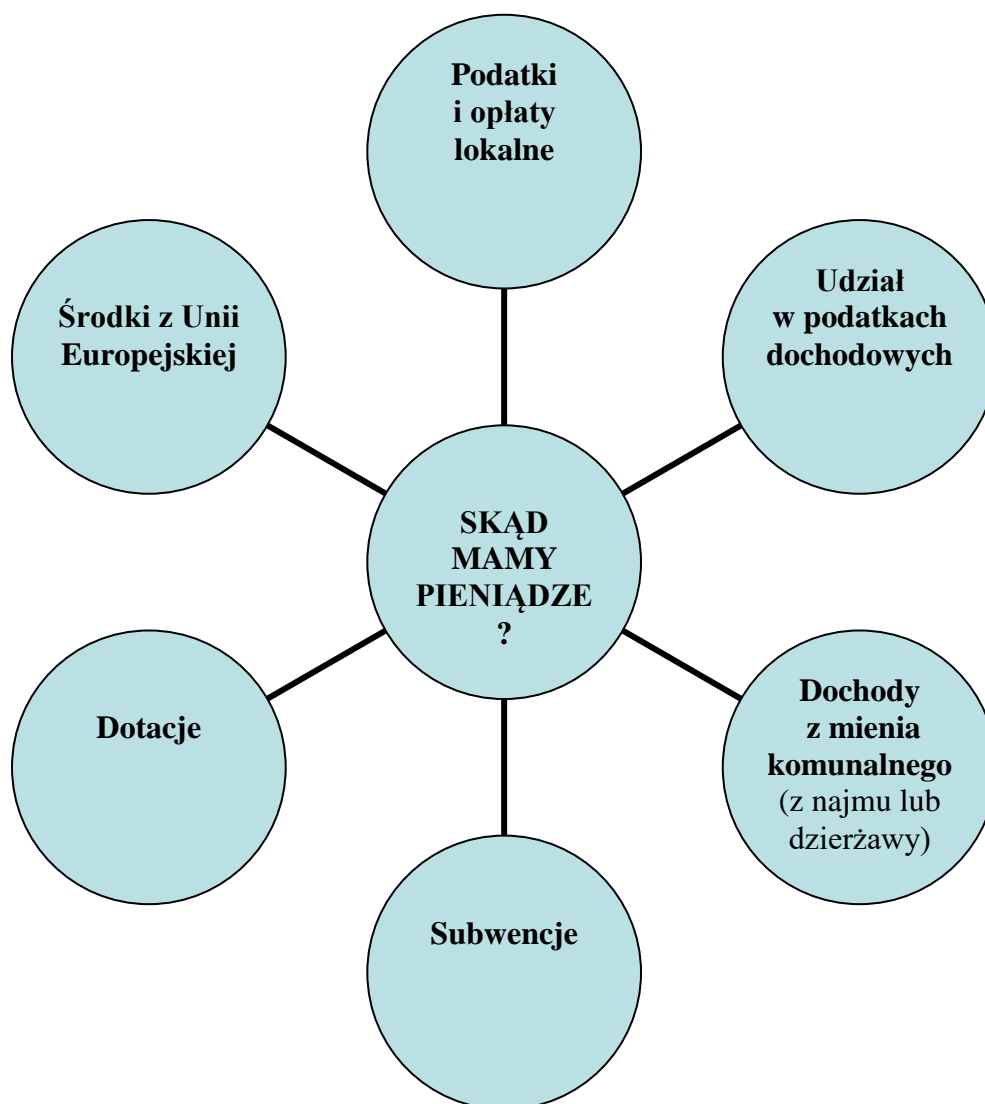 Podatki
i opłaty
lokalne
Środki z Unii
Europejskiej
Udział
w podatkach
dochodowych
SKĄD
MAMY
PIENIĄDZE
?
Dotacje
Dochody
z mienia
komunalnego
(z najmu lub
dzierżawy)
Subwencje